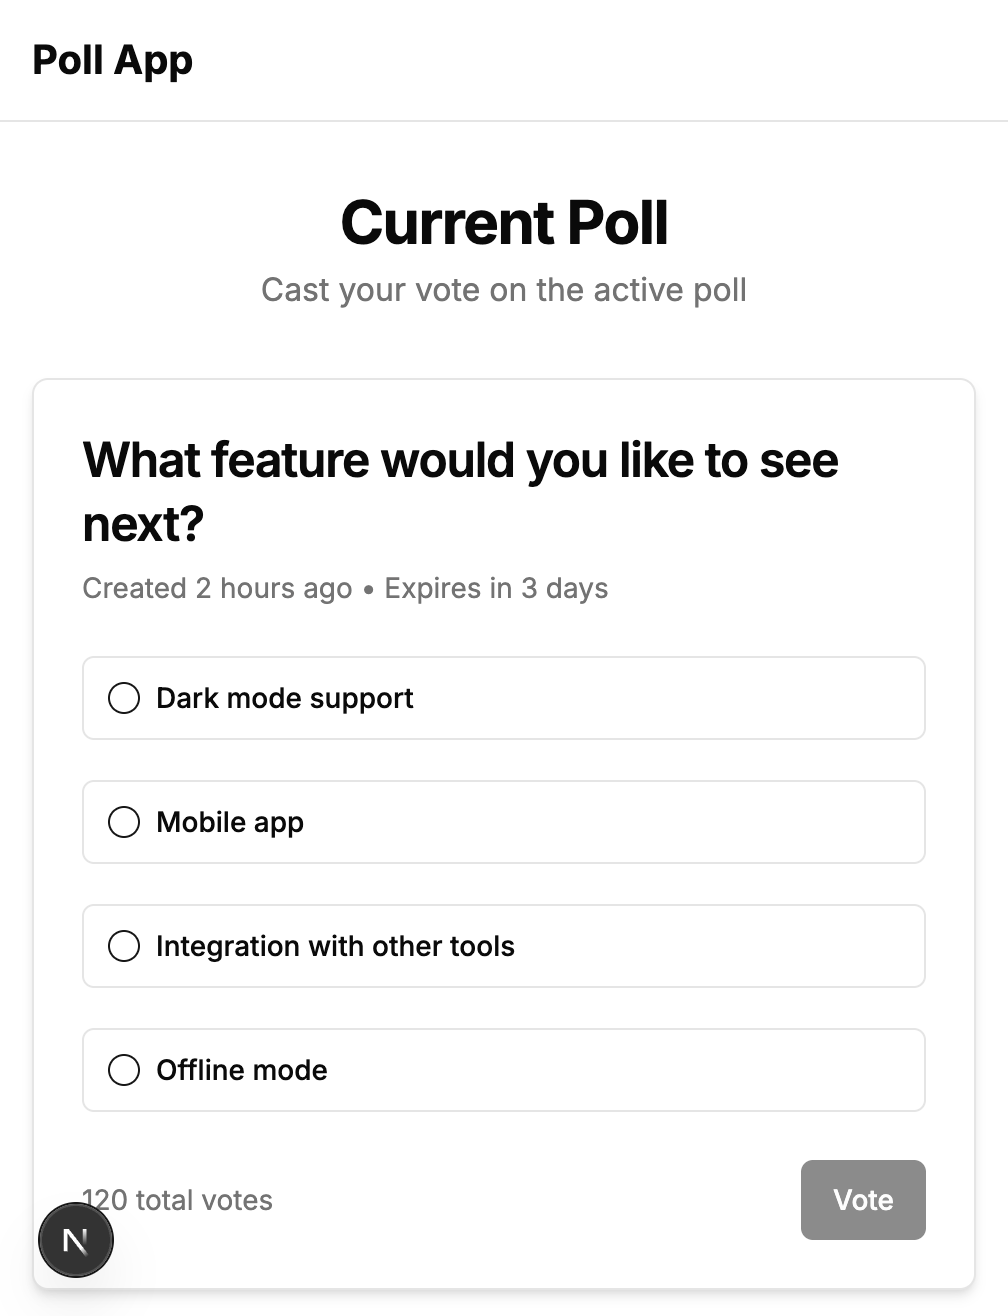 Poll App
Current Poll
Cast your vote on the active poll
What feature would you like to see
next?
Created 2 hours ago • Expires in 3 days
Dark mode support
Mobile app
Integration with other tools
Offline mode
120 total votes
Vote
N